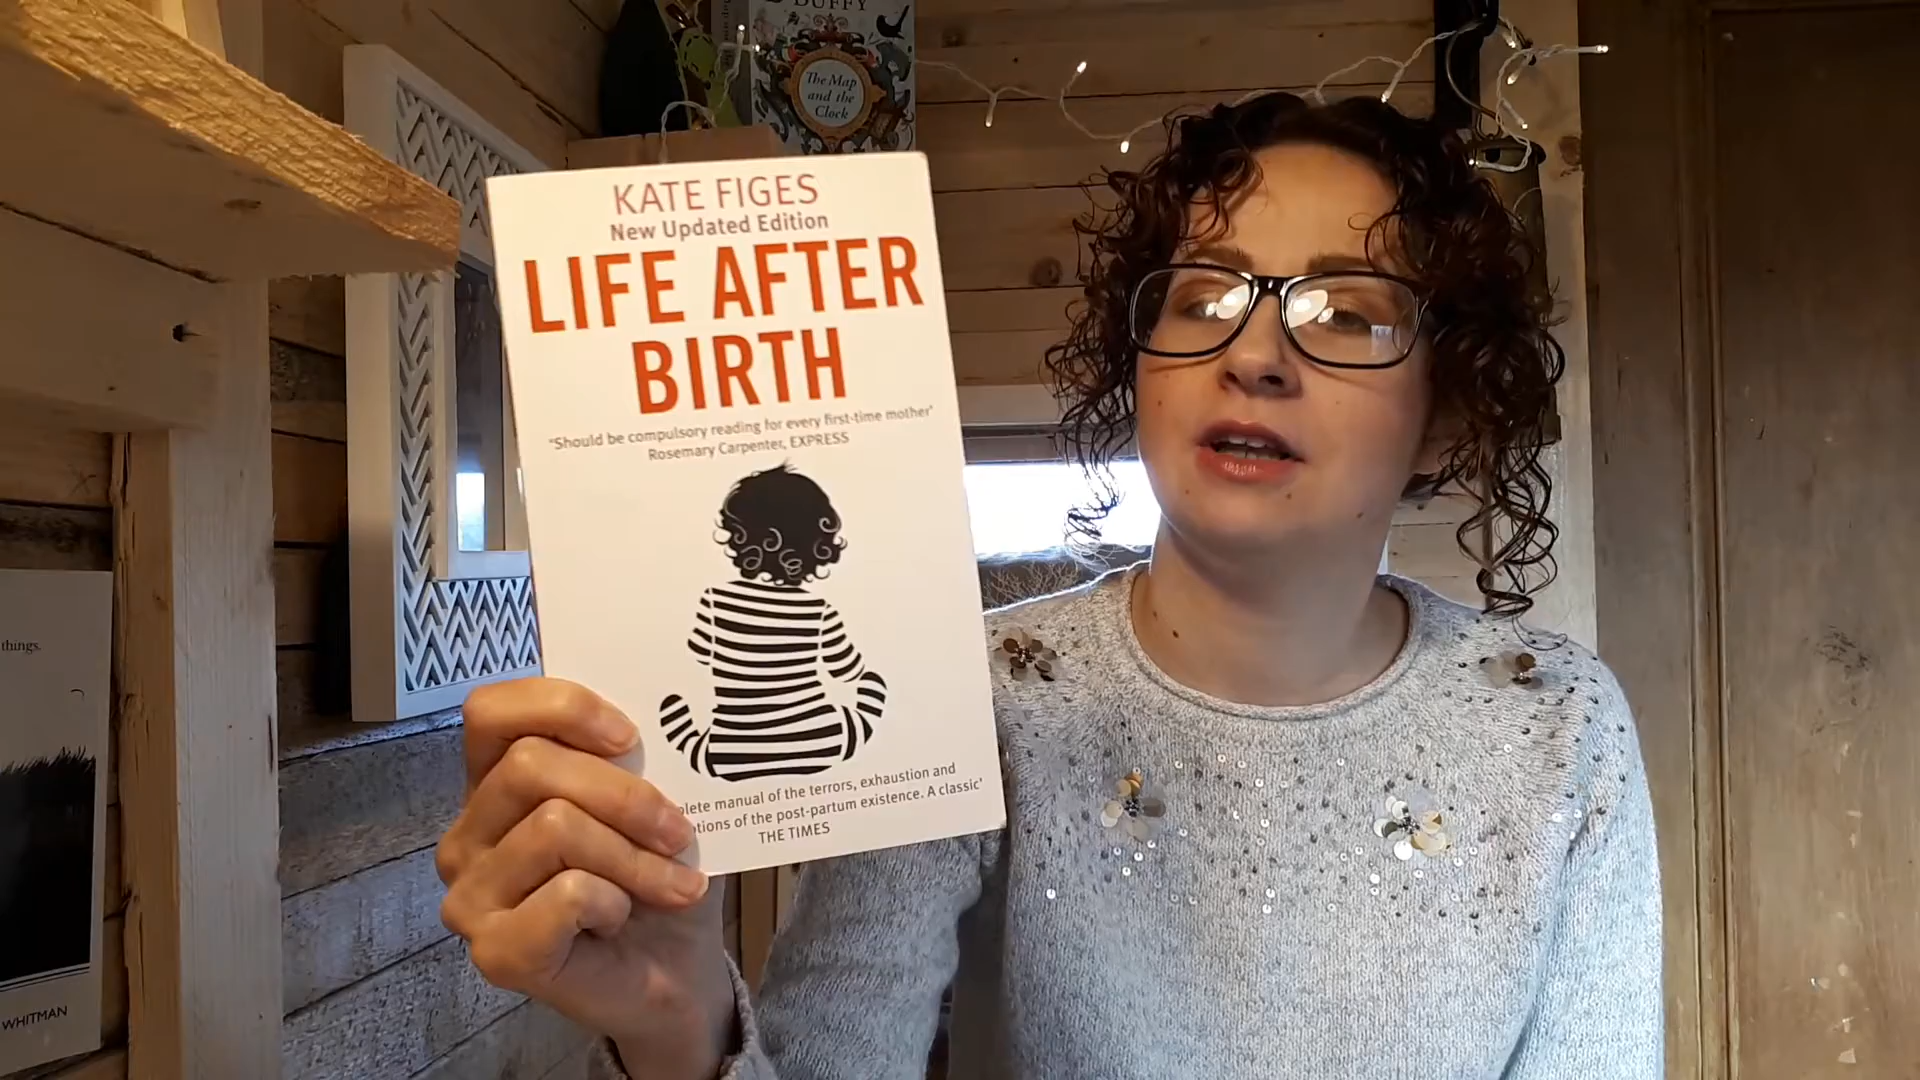 DUFFY
The Map
and the
Clock
KATE FIGES
New Updated Edition
LIFE AFTER
BIRTH
"Should be compulsory reading for every first-time mother'
Rosemary Carpenter, EXPRESS
manual of the terrors, exhaustion and
of the post-partum existence. A classic'
THE TIMES
things.
WHITMAN